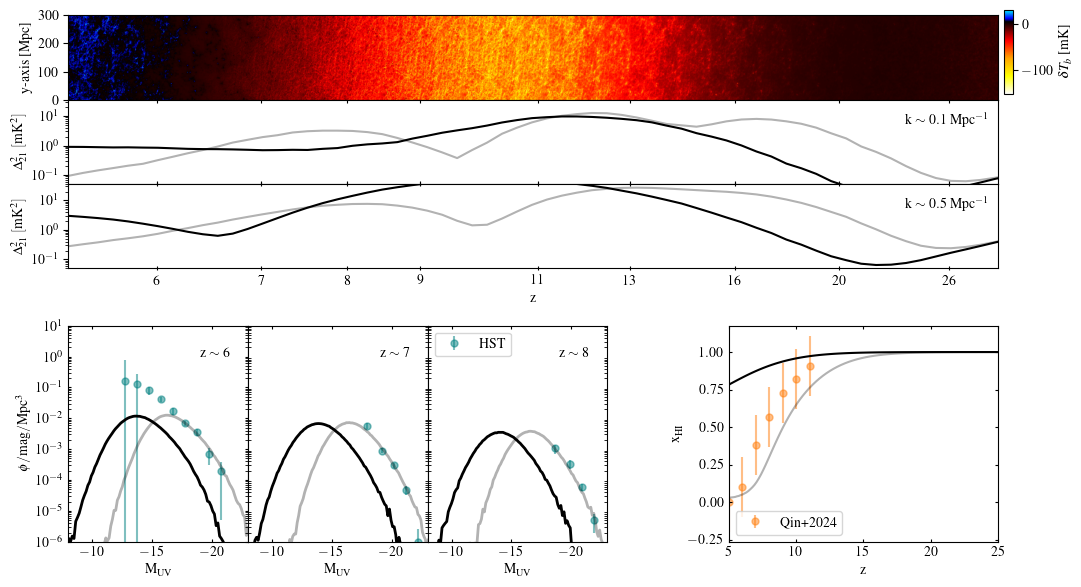 300
200
100
0
y-axis [Mpc]
0
−100
δT_b [mK]
10¹
10⁰
10⁻¹
Δ²₂₁ [mK²]
k ~ 0.1 Mpc⁻¹
10¹
10⁰
10⁻¹
Δ²₂₁ [mK²]
k ~ 0.5 Mpc⁻¹
6 7 8 9 11 13 16 20 26
z
10¹
10⁰
10⁻¹
10⁻²
10⁻³
10⁻⁴
10⁻⁵
10⁻⁶
ϕ/mag/Mpc³
z ~ 6
−10 −15 −20
M_UV
z ~ 7
−10 −15 −20
M_UV
HST
z ~ 8
−10 −15 −20
M_UV
1.00
0.75
0.50
0.25
0.00
−0.25
x_HI
Qin+2024
5 10 15 20 25
z